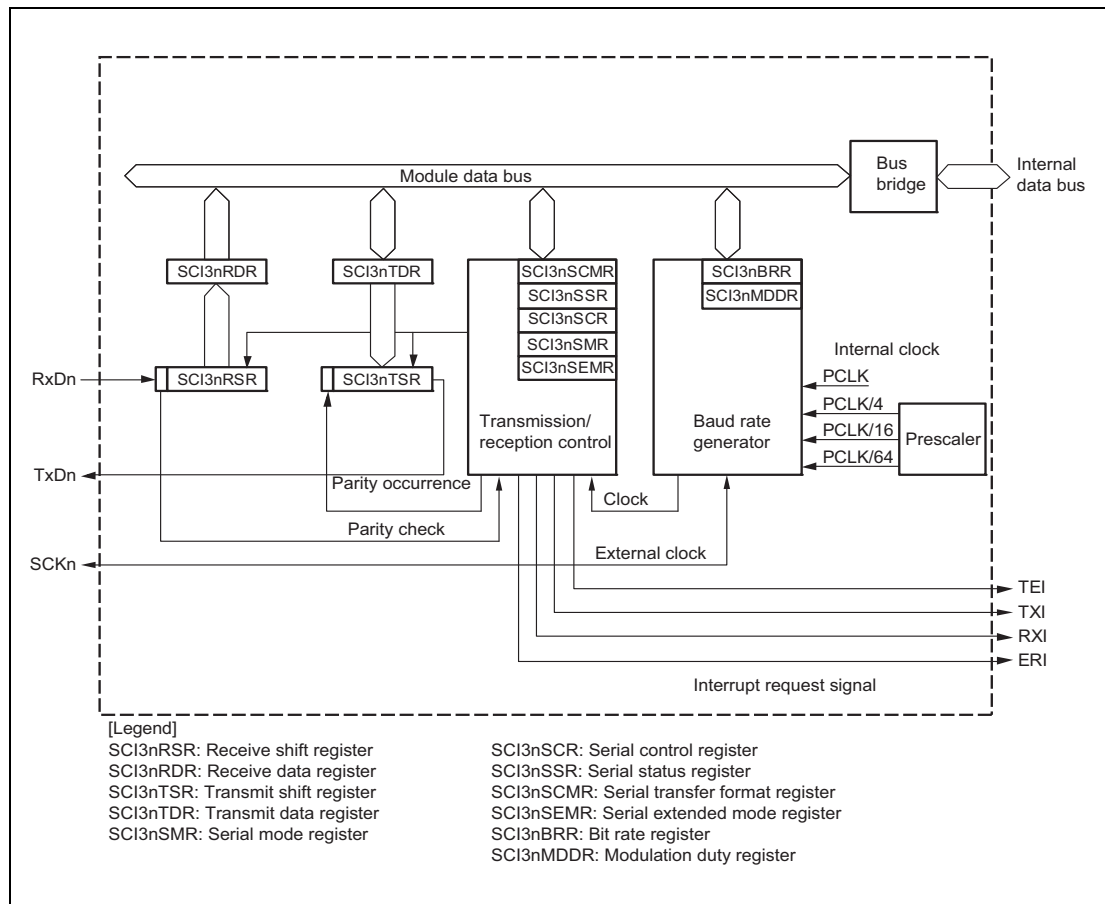 Module data bus
Bus
bridge
Internal
data bus
SCI3nRDR
SCI3nTDR
SCI3nSCMR
SCI3nSSR
SCI3nSCR
SCI3nSMR
SCI3nSEMR
SCI3nBRR
SCI3nMDDR
RxDn
SCI3nRSR
SCI3nTSR
Transmission/
reception control
Baud rate
generator
Internal clock
PCLK
PCLK/4
PCLK/16
PCLK/64
Prescaler
TxDn
Parity occurrence
Clock
Parity check
SCKn
External clock
TEI
TXI
RXI
ERI
Interrupt request signal
[Legend]
SCI3nRSR: Receive shift register
SCI3nRDR: Receive data register
SCI3nTSR: Transmit shift register
SCI3nTDR: Transmit data register
SCI3nSMR: Serial mode register
SCI3nSCR: Serial control register
SCI3nSSR: Serial status register
SCI3nSCMR: Serial transfer format register
SCI3nSEMR: Serial extended mode register
SCI3nBRR: Bit rate register
SCI3nMDDR: Modulation duty register